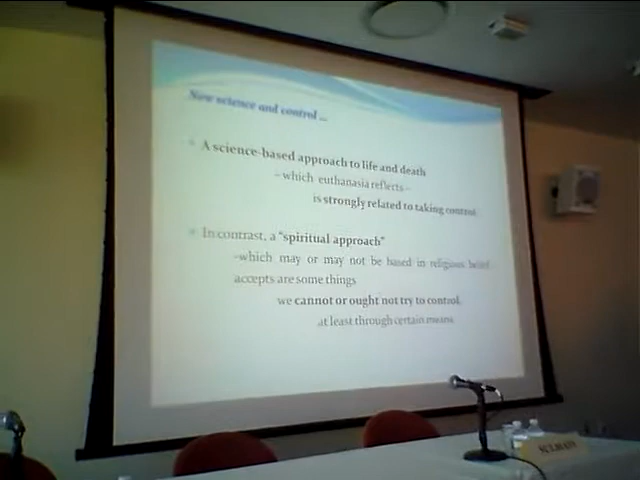 Now science and control ...
A science-based approach to life and death
- which euthanasia reflects -
is strongly related to taking control.
In contrast, a "spiritual approach"
-which may or may not be based in religious belief
accepts are some things
we cannot or ought not try to control,
at least through certain means.